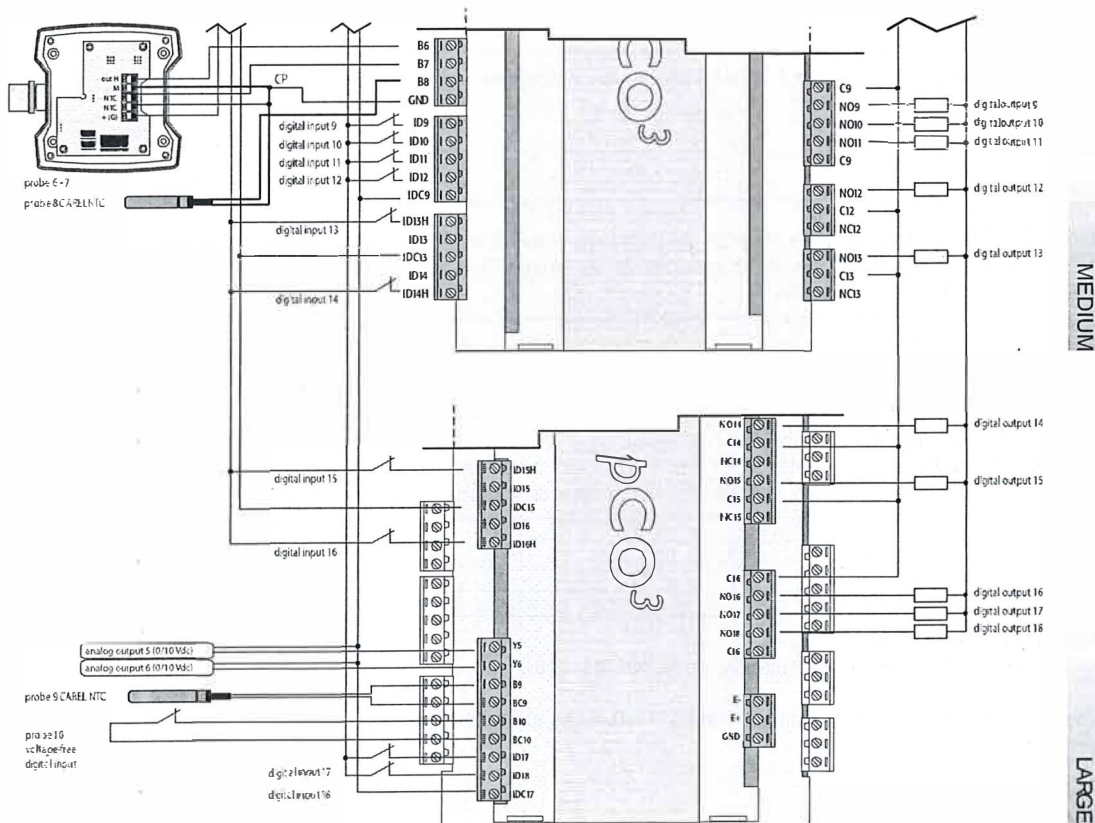 out H
M
NTC
NTC
+ (G)
CP
probe 6 - 7
probe 8 CAREL NTC
B6
B7
B8
GND
digital input 9
digital input 10
digital input 11
digital input 12
ID9
ID10
ID11
ID12
IDC9
digital input 13
digital input 14
ID13H
ID13
IDC13
ID14
ID14H
pCO3
C9
NO9
NO10
NO11
C9
NO12
C12
NC12
NO13
C13
NC13
digital output 9
digital output 10
digital output 11
digital output 12
digital output 13
MEDIUM
digital input 15
digital input 16
ID15H
ID15
IDC15
ID16
ID16H
analog output 5 (0/10 Vdc)
analog output 6 (0/10 Vdc)
probe 9 CAREL NTC
probe 10
voltage-free
digital input
digital input 17
digital input 18
Y5
Y6
B9
BC9
B10
BC10
ID17
ID18
IDC17
pCO3
NO14
C14
NC14
NO15
C15
NC15
C16
NO16
NO17
NO18
C16
E-
E+
GND
digital output 14
digital output 15
digital output 16
digital output 17
digital output 18
LARGE